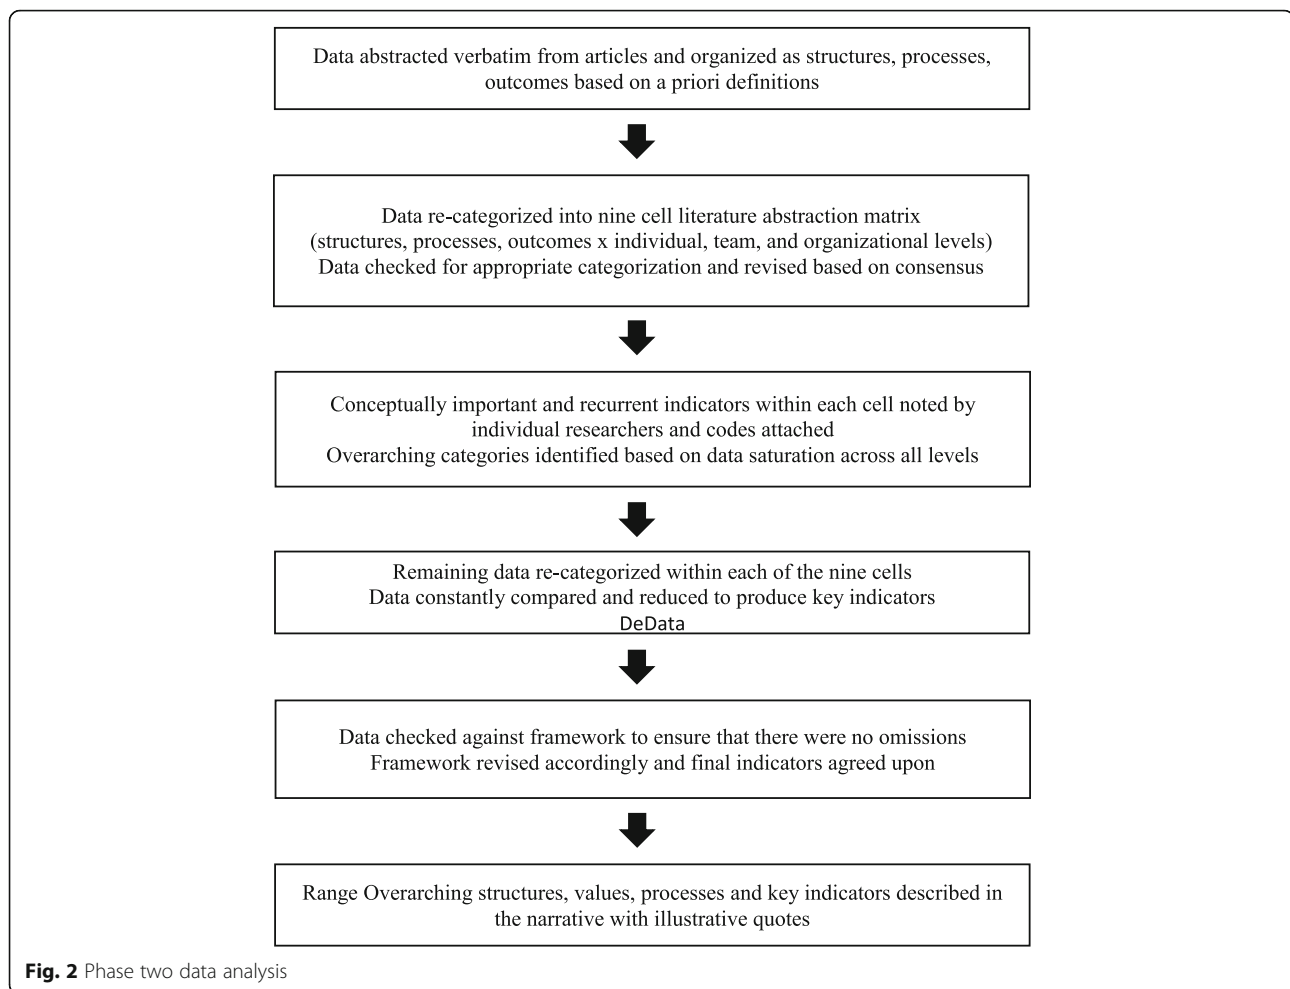 Data abstracted verbatim from articles and organized as structures, processes,
outcomes based on a priori definitions
Data re-categorized into nine cell literature abstraction matrix
(structures, processes, outcomes x individual, team, and organizational levels)
Data checked for appropriate categorization and revised based on consensus
Conceptually important and recurrent indicators within each cell noted by
individual researchers and codes attached
Overarching categories identified based on data saturation across all levels
Remaining data re-categorized within each of the nine cells
Data constantly compared and reduced to produce key indicators
DeData
Data checked against framework to ensure that there were no omissions
Framework revised accordingly and final indicators agreed upon
Range Overarching structures, values, processes and key indicators described in
the narrative with illustrative quotes
Fig. 2 Phase two data analysis